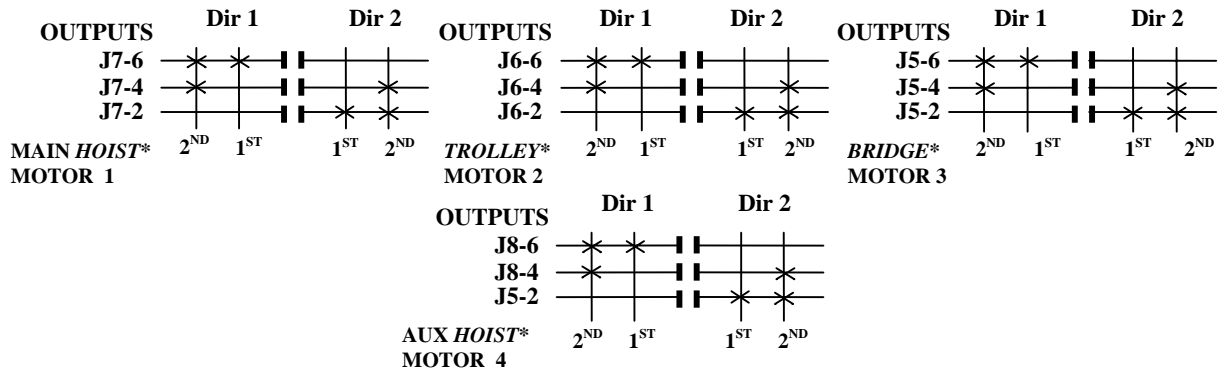 Dir 1 Dir 2
OUTPUTS
J7-6
J7-4
J7-2
2ND 1ST 1ST 2ND
MAIN HOIST*
MOTOR 1
Dir 1 Dir 2
OUTPUTS
J6-6
J6-4
J6-2
2ND 1ST 1ST 2ND
TROLLEY*
MOTOR 2
Dir 1 Dir 2
OUTPUTS
J5-6
J5-4
J5-2
2ND 1ST 1ST 2ND
BRIDGE*
MOTOR 3
Dir 1 Dir 2
OUTPUTS
J8-6
J8-4
J5-2
2ND 1ST 1ST 2ND
AUX HOIST*
MOTOR 4